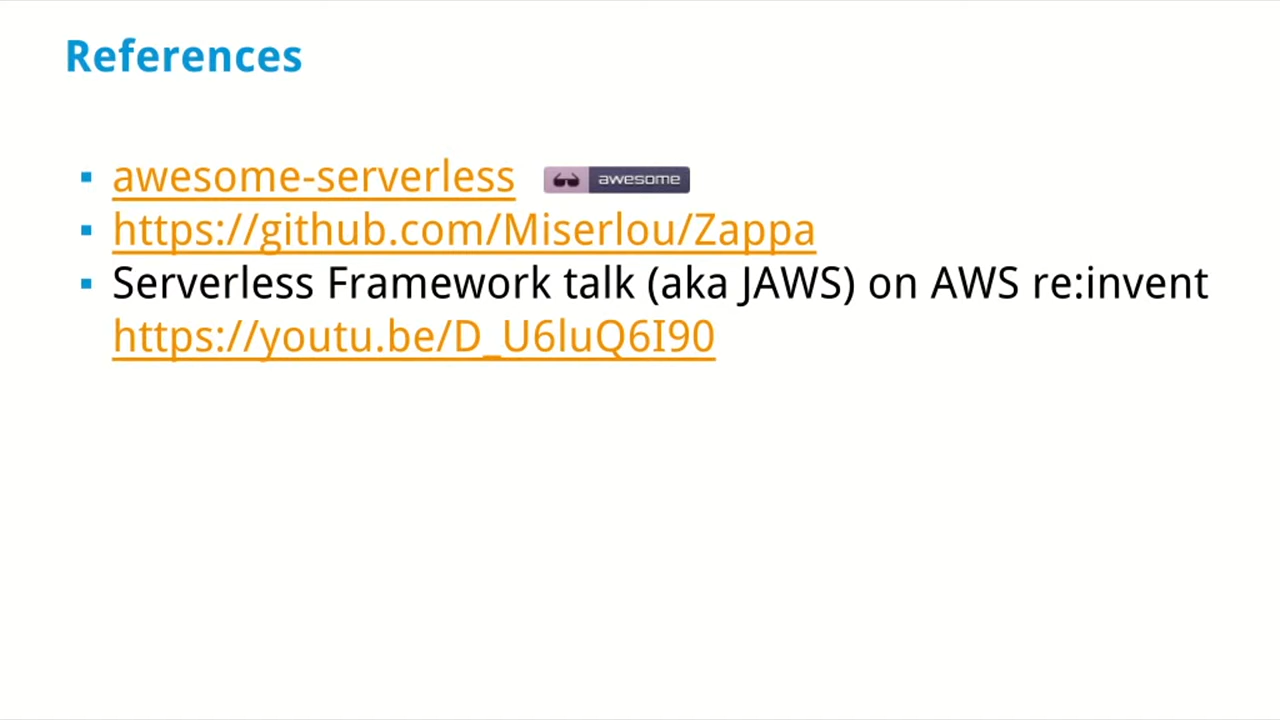 References
awesome-serverless awesome
https://github.com/Miserlou/Zappa
Serverless Framework talk (aka JAWS) on AWS re:invent
https://youtu.be/D_U6luQ6I90